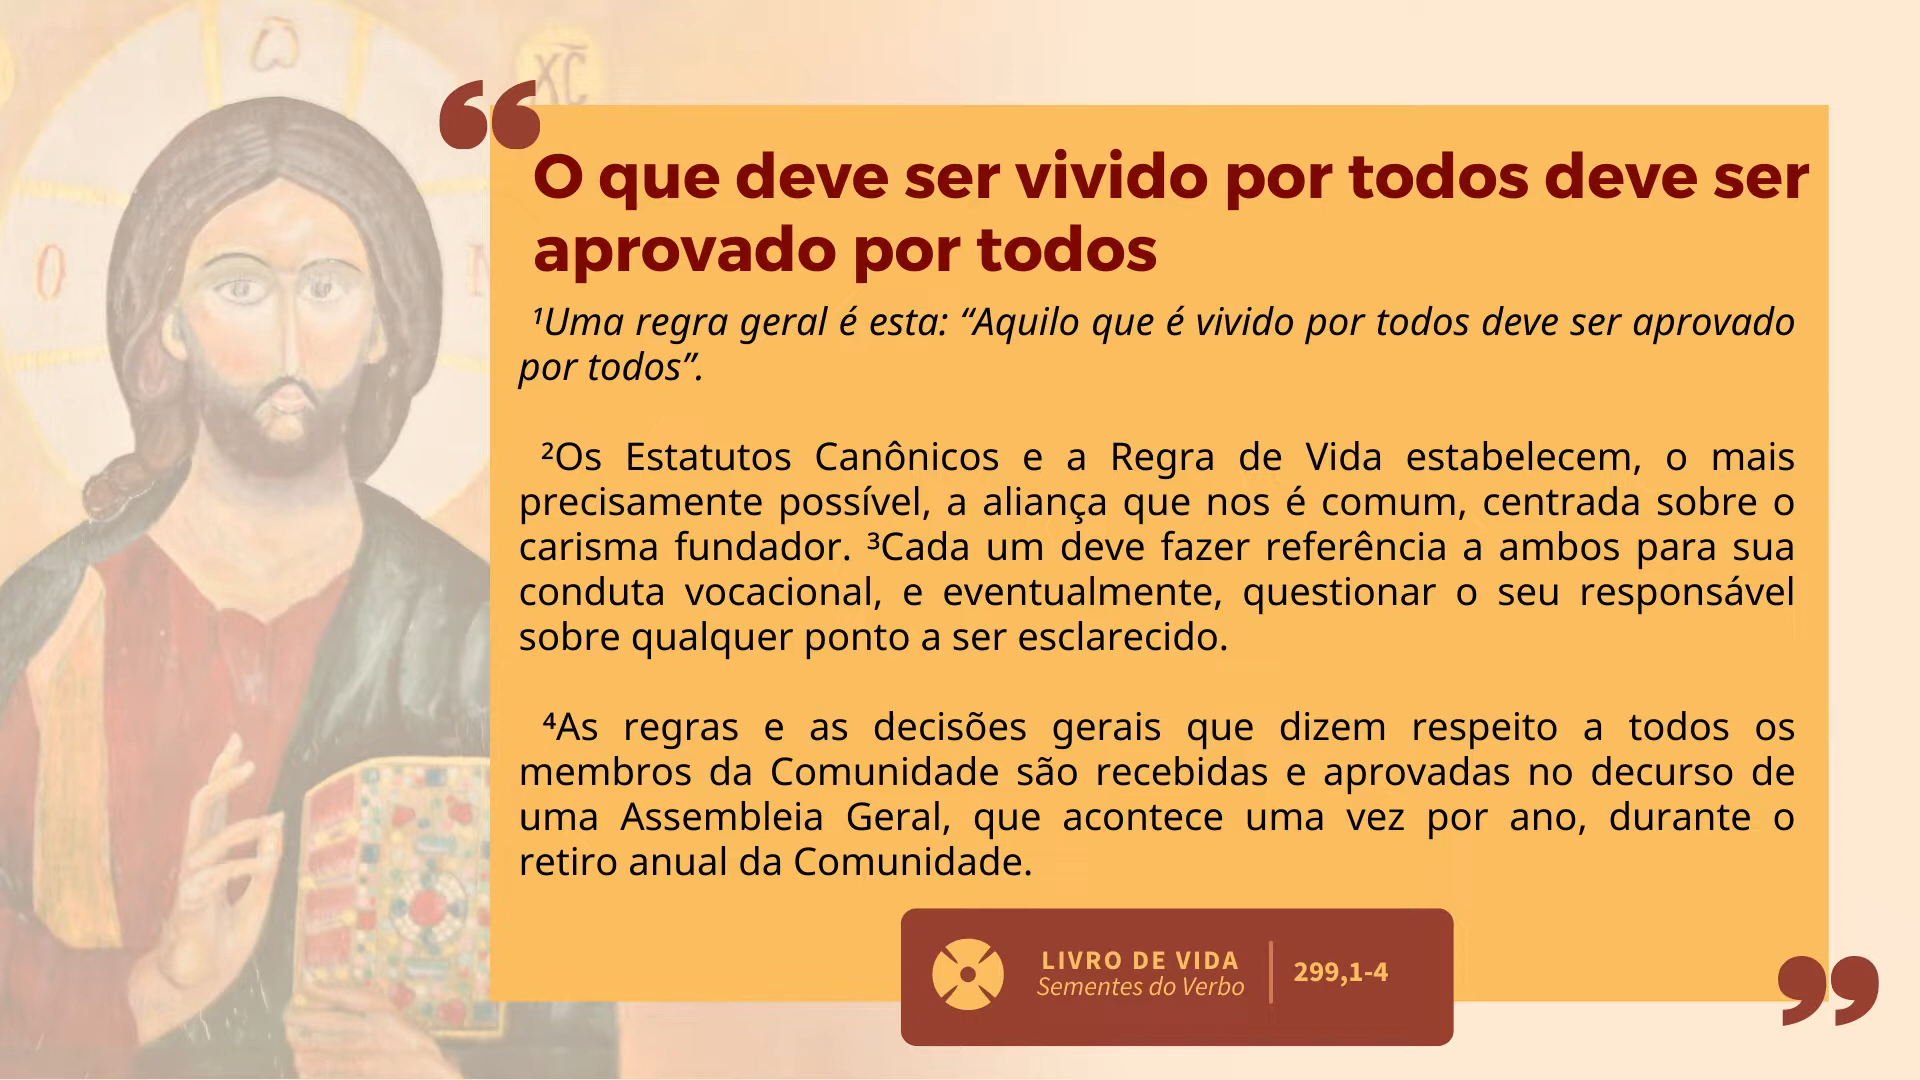 ω
XC
O
“
O que deve ser vivido por todos deve ser
aprovado por todos
¹Uma regra geral é esta: “Aquilo que é vivido por todos deve ser aprovado
por todos”.
²Os Estatutos Canônicos e a Regra de Vida estabelecem, o mais
precisamente possível, a aliança que nos é comum, centrada sobre o
carisma fundador. ³Cada um deve fazer referência a ambos para sua
conduta vocacional, e eventualmente, questionar o seu responsável
sobre qualquer ponto a ser esclarecido.
⁴As regras e as decisões gerais que dizem respeito a todos os
membros da Comunidade são recebidas e aprovadas no decurso de
uma Assembleia Geral, que acontece uma vez por ano, durante o
retiro anual da Comunidade.
LIVRO DE VIDA
Sementes do Verbo
299,1-4
”